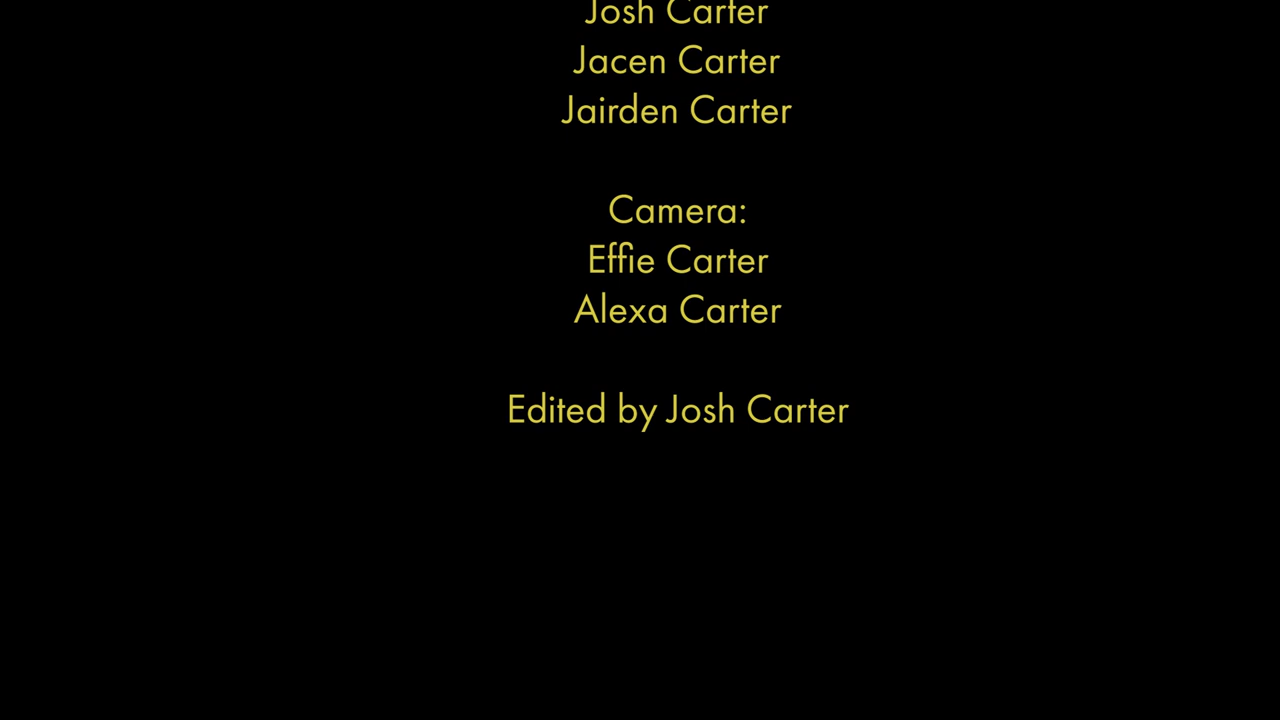 Josh Carter
Jacen Carter
Jairden Carter
Camera:
Effie Carter
Alexa Carter
Edited by Josh Carter